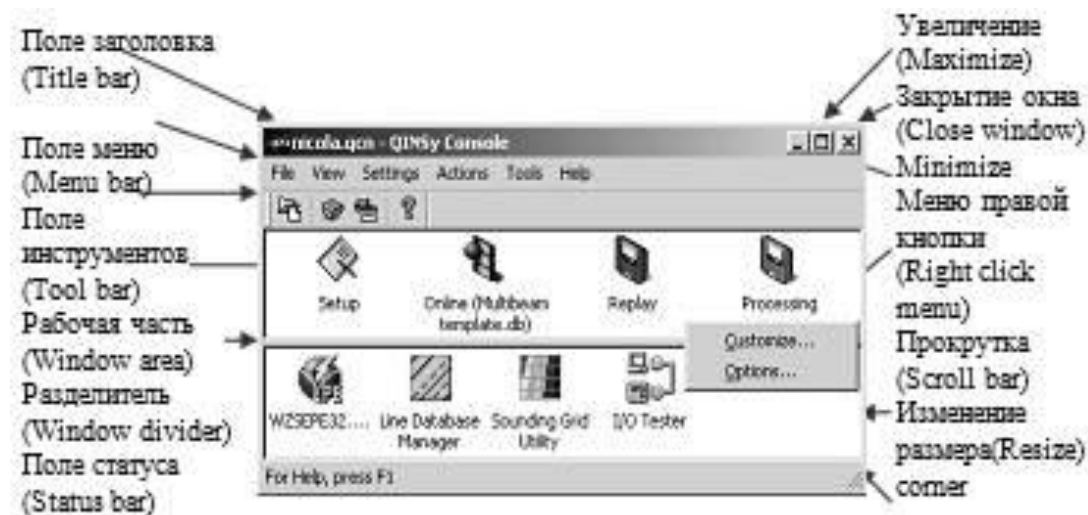 Поле заголовка
(Title bar)
Поле меню
(Menu bar)
Поле
инструментов
(Tool bar)
Рабочая часть
(Window area)
Разделитель
(Window divider)
Поле статуса
(Status bar)
nicola.qcn - QINSy Console
File View Settings Actions Tools Help
Setup
Online (Multibeam
template.db)
Replay
Processing
Customize...
Options...
WZSEPE32....
Line Database
Manager
Sounding Grid
Utility
I/O Tester
For Help, press F1
Увеличение
(Maximize)
Закрытие окна
(Close window)
Minimize
Меню правой
кнопки
(Right click
menu)
Прокрутка
(Scroll bar)
Изменение
размера(Resize)
corner